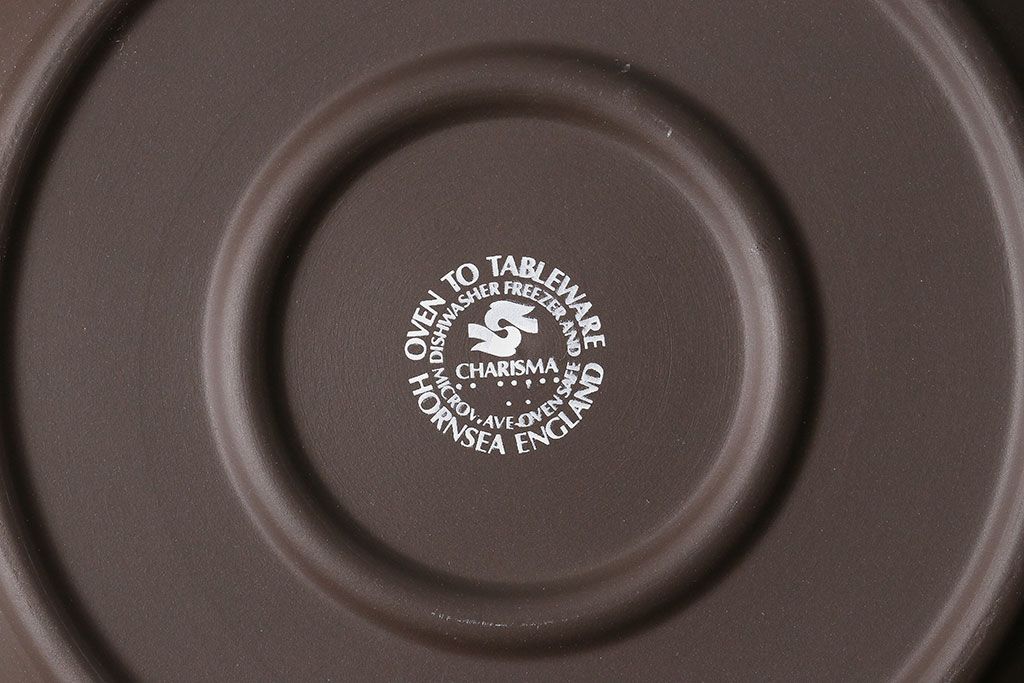 OVEN TO TABLEWARE
DISHWASHER FREEZER AND
CHARISMA
MICROWAVE OVEN SAFE
HORNSEA ENGLAND